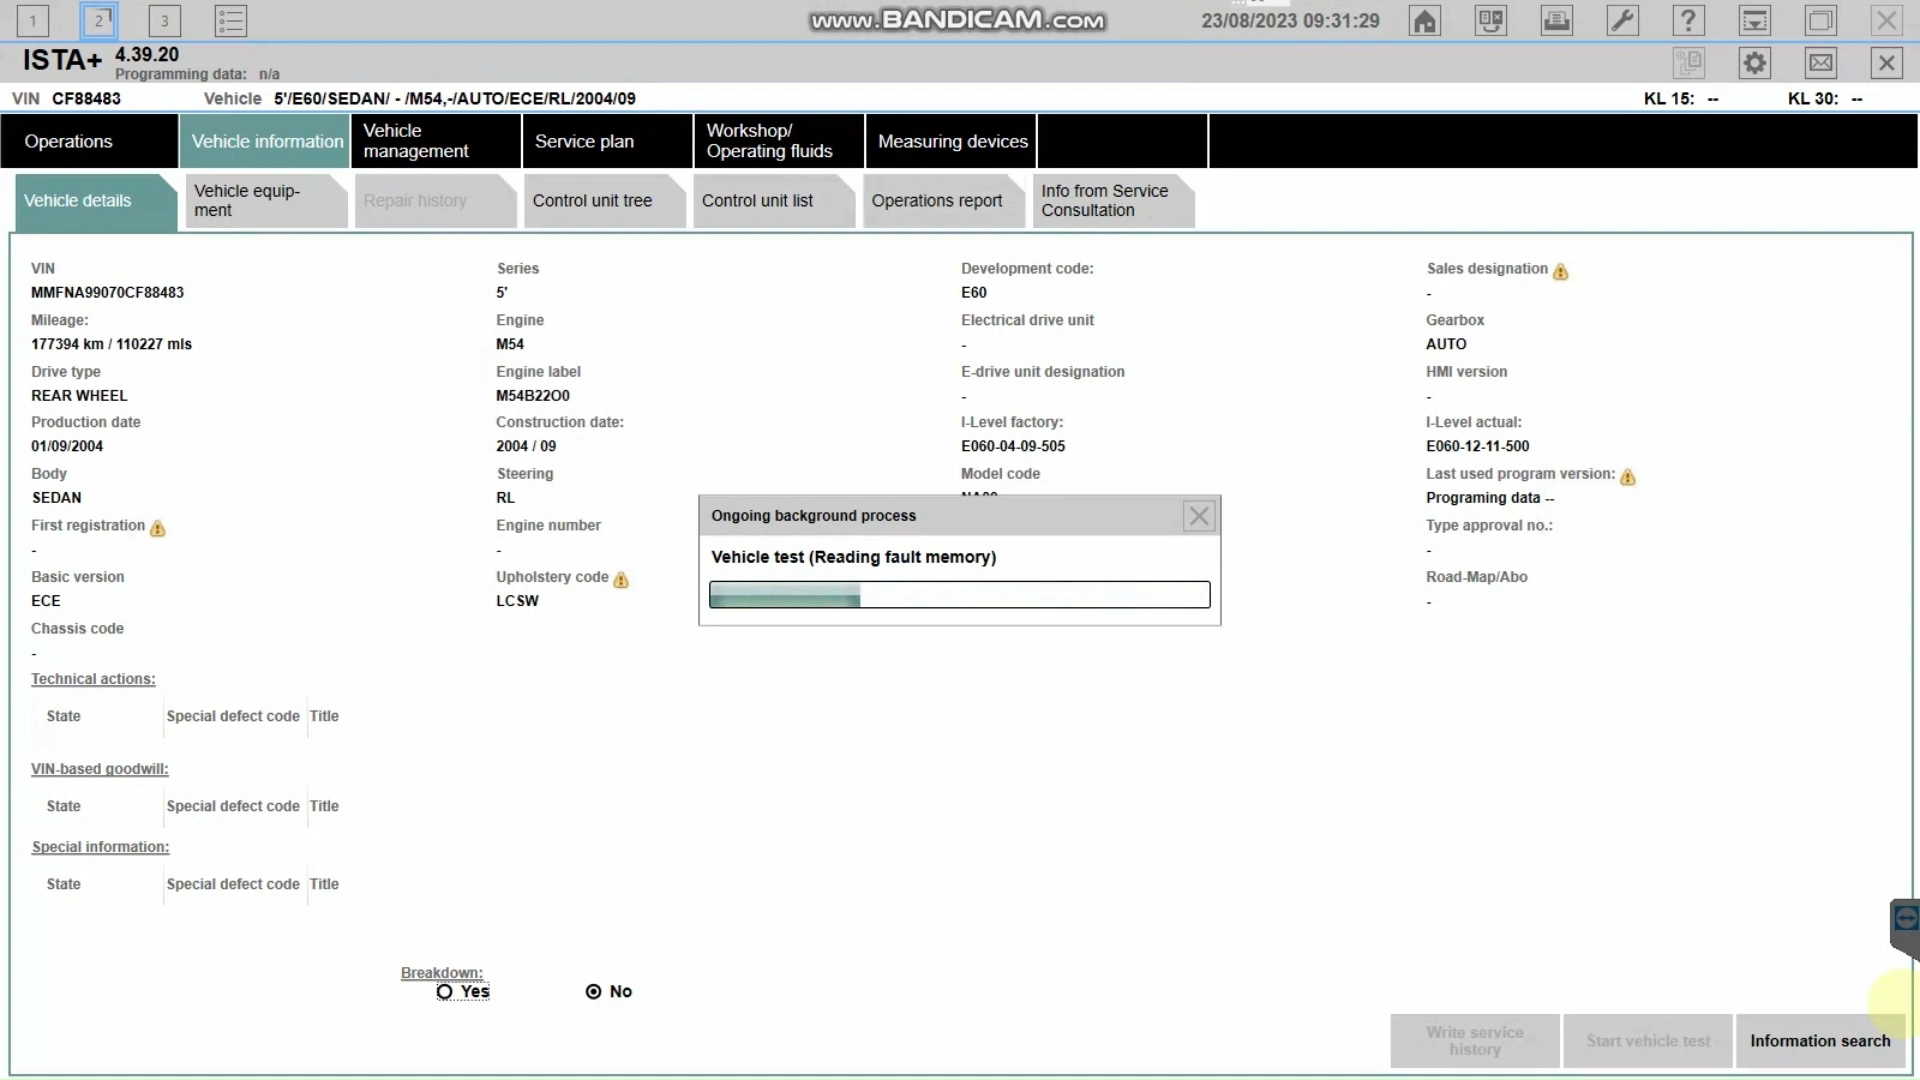 1 2 3 www.BANDICAM.com 23/08/2023 09:31:29
ISTA+ 4.39.20
Programming data: n/a
VIN CF88483 Vehicle 5'/E60/SEDAN/ - /M54,-/AUTO/ECE/RL/2004/09 KL 15: -- KL 30: --
Operations
Vehicle information
Vehicle
management
Service plan
Workshop/
Operating fluids
Measuring devices
Vehicle details
Vehicle equip-
ment
Repair history
Control unit tree
Control unit list
Operations report
Info from Service
Consultation
VIN Series Development code: Sales designation
MMFNA99070CF88483 5' E60 -
Mileage: Engine Electrical drive unit Gearbox
177394 km / 110227 mls M54 - AUTO
Drive type Engine label E-drive unit designation HMI version
REAR WHEEL M54B22O0 - -
Production date Construction date: I-Level factory: I-Level actual:
01/09/2004 2004 / 09 E060-04-09-505 E060-12-11-500
Body Steering Model code Last used program version:
SEDAN RL Programing data --
First registration Engine number Type approval no.:
- - -
Basic version Upholstery code Road-Map/Abo
ECE LCSW -
Chassis code
-
Ongoing background process
Vehicle test (Reading fault memory)
Technical actions:
State Special defect code Title
VIN-based goodwill:
State Special defect code Title
Special information:
State Special defect code Title
Breakdown:
Yes No
Write service
history
Start vehicle test
Information search